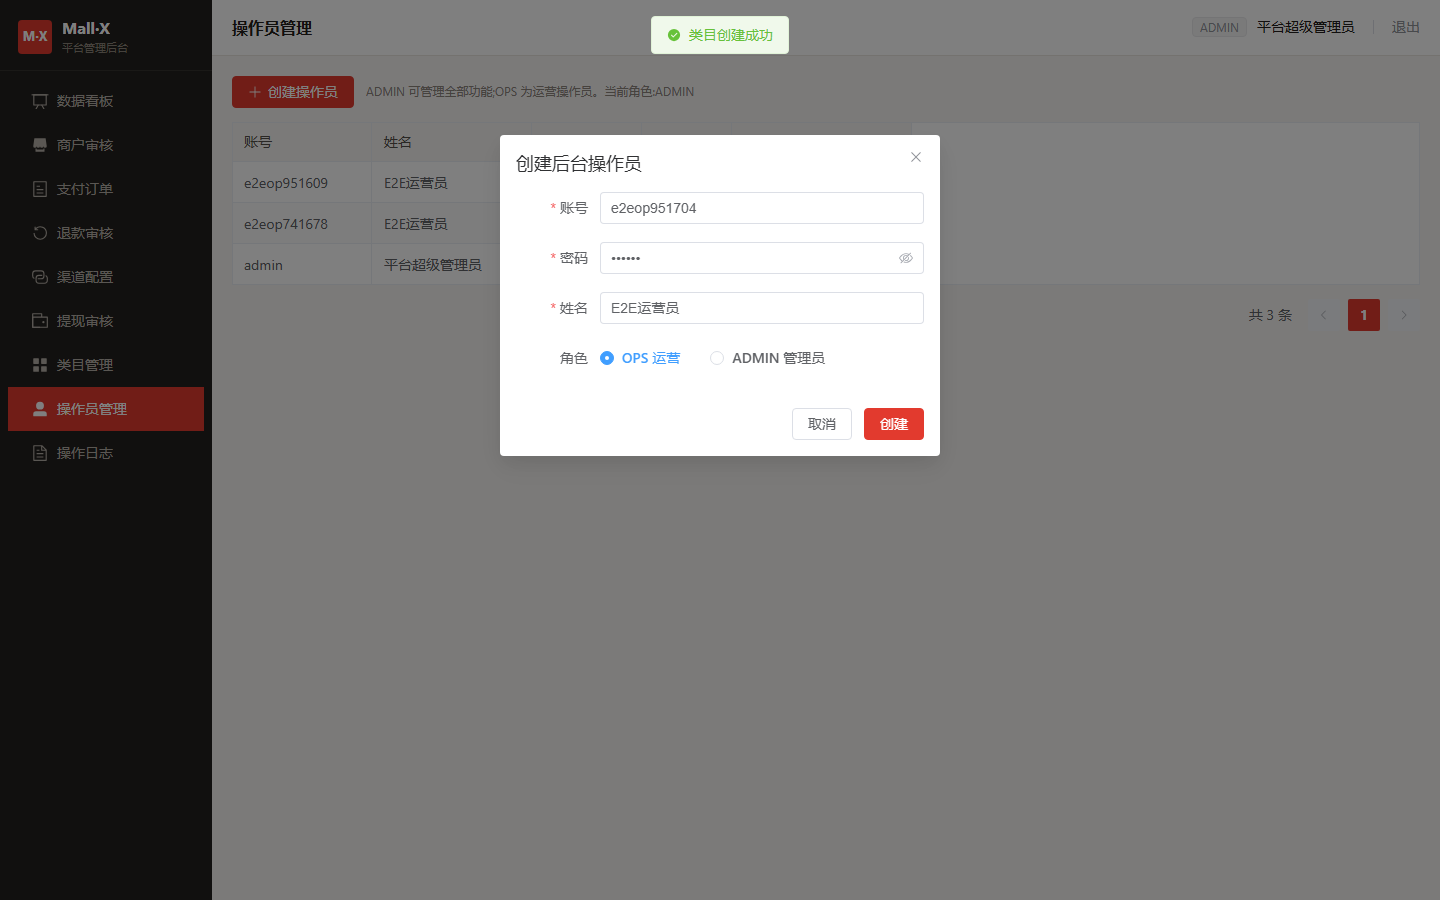 M·X
Mall·X
平台管理后台
数据看板
商户审核
支付订单
退款审核
渠道配置
提现审核
类目管理
操作员管理
操作日志
操作员管理
类目创建成功
ADMIN
平台超级管理员
退出
创建操作员
ADMIN 可管理全部功能;OPS 为运营操作员。当前角色:ADMIN
账号 姓名
e2eop951609 E2E运营员
e2eop741678 E2E运营员
admin 平台超级管理员
共 3 条
1
创建后台操作员
* 账号 e2eop951704
* 密码 ••••••
* 姓名 E2E运营员
角色 OPS 运营 ADMIN 管理员
取消 创建